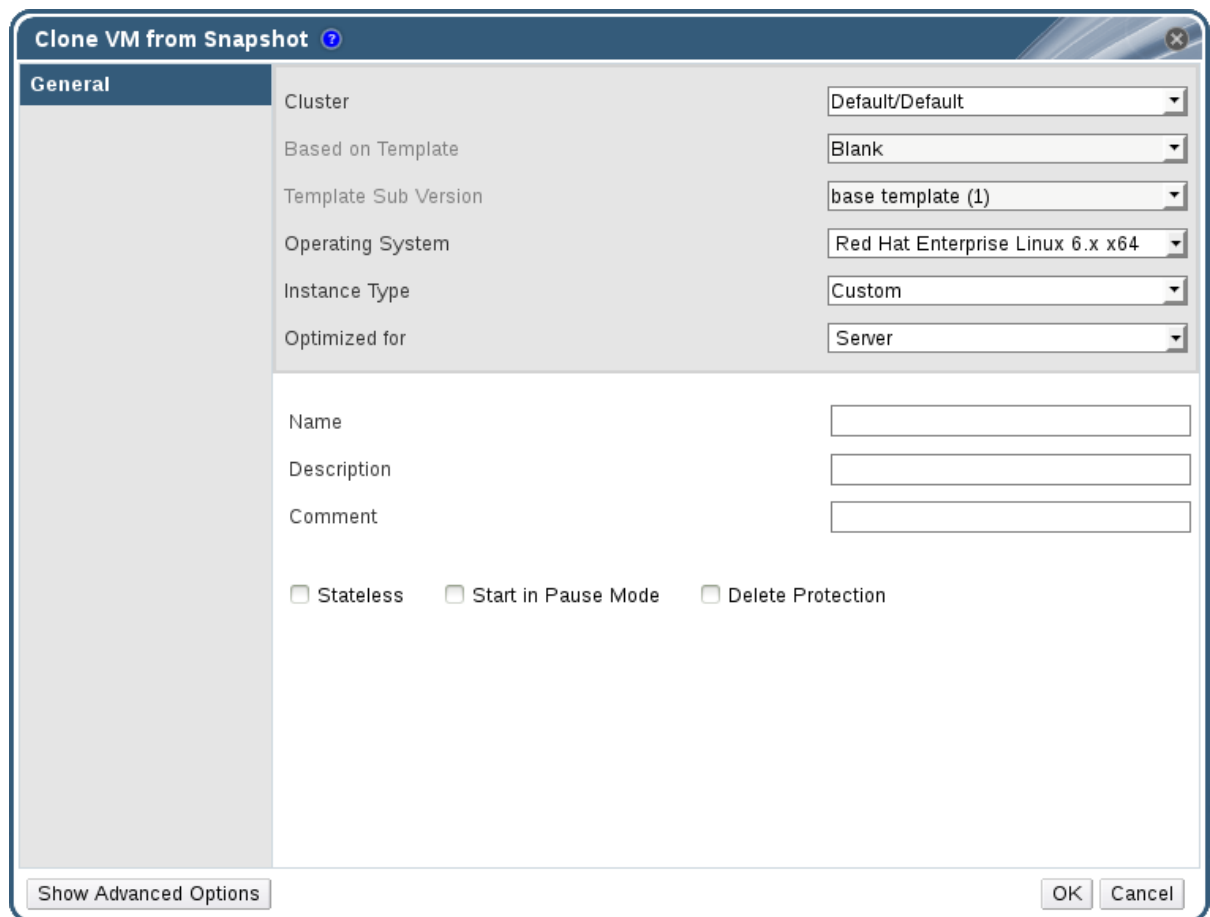 Clone VM from Snapshot ?
General
Cluster Default/Default
Based on Template Blank
Template Sub Version base template (1)
Operating System Red Hat Enterprise Linux 6.x x64
Instance Type Custom
Optimized for Server
Name
Description
Comment
Stateless Start in Pause Mode Delete Protection
Show Advanced Options OK Cancel